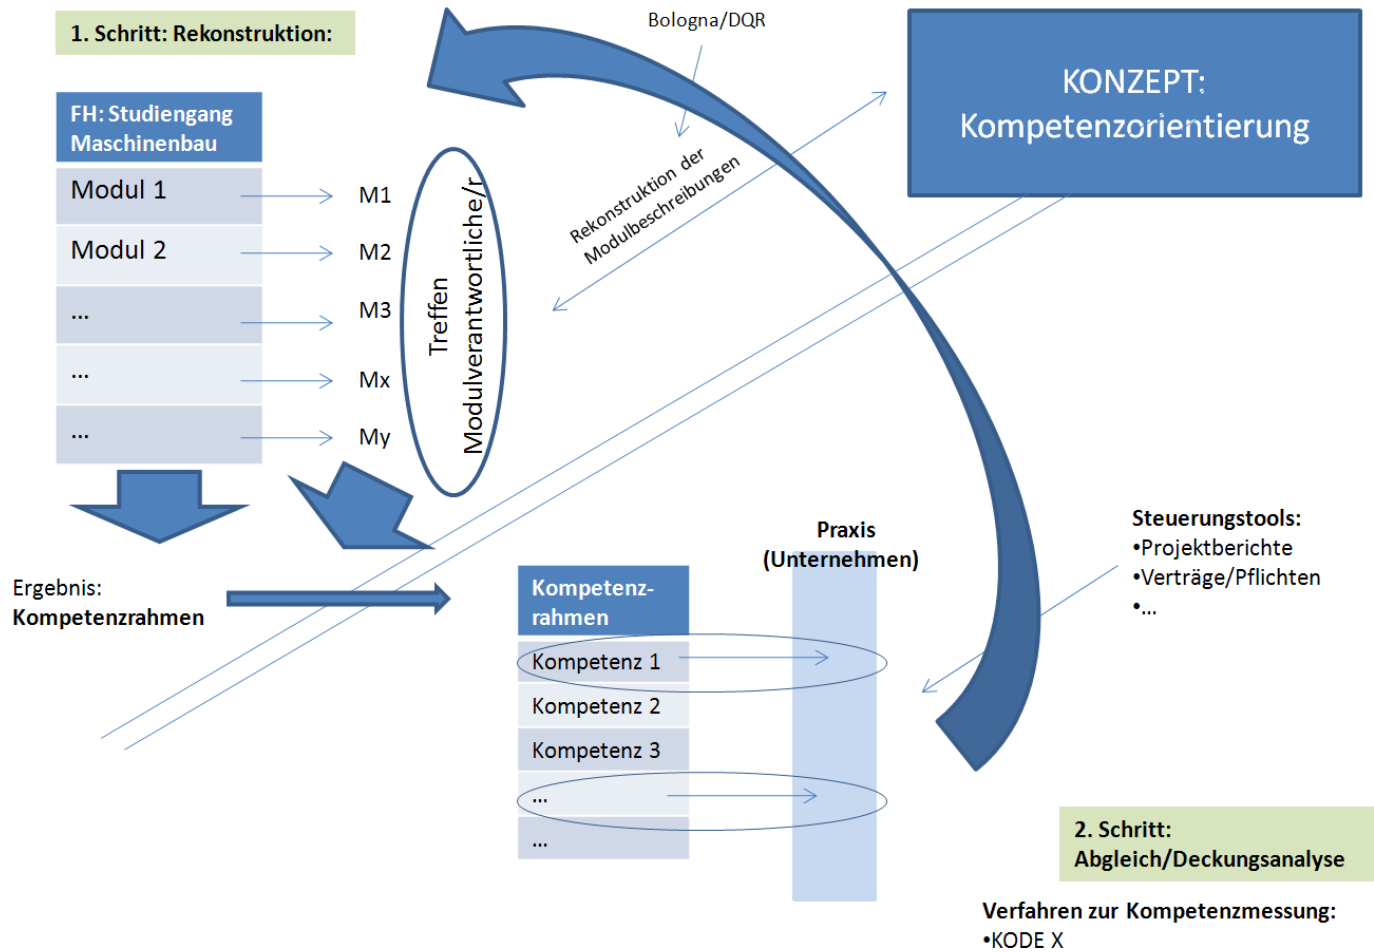 1. Schritt: Rekonstruktion:
Bologna/DQR
KONZEPT:
Kompetenzorientierung
FH: Studiengang
Maschinenbau
Modul 1
Modul 2
...
...
...
M1
M2
M3
Mx
My
Treffen
Modulverantwortliche/r
Rekonstruktion der
Modulbeschreibungen
Ergebnis:
Kompetenzrahmen
Kompetenz-
rahmen
Kompetenz 1
Kompetenz 2
Kompetenz 3
...
...
Praxis
(Unternehmen)
Steuerungstools:
•Projektberichte
•Verträge/Pflichten
•...
2. Schritt:
Abgleich/Deckungsanalyse
Verfahren zur Kompetenzmessung:
•KODE X